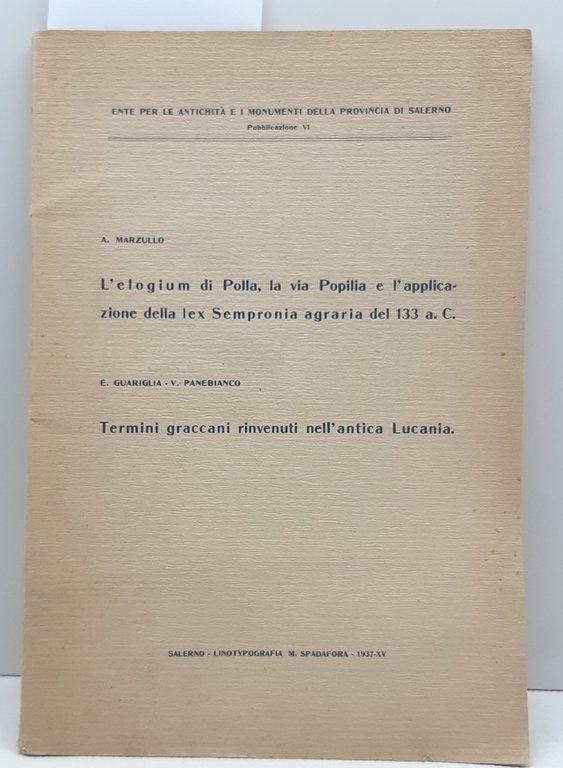 ENTE PER LE ANTICHITÀ E I MONUMENTI DELLA PROVINCIA DI SALERNO
Pubblicazione VI
A. MARZULLO
L'elogium di Polla, la via Popilia e l'applica-
zione della lex Sempronia agraria del 133 a. C.
E. GUARIGLIA - V. PANEBIANCO
Termini graccani rinvenuti nell'antica Lucania.
SALERNO - LINOTYPOGRAFIA M. SPADAFORA - 1937-XV